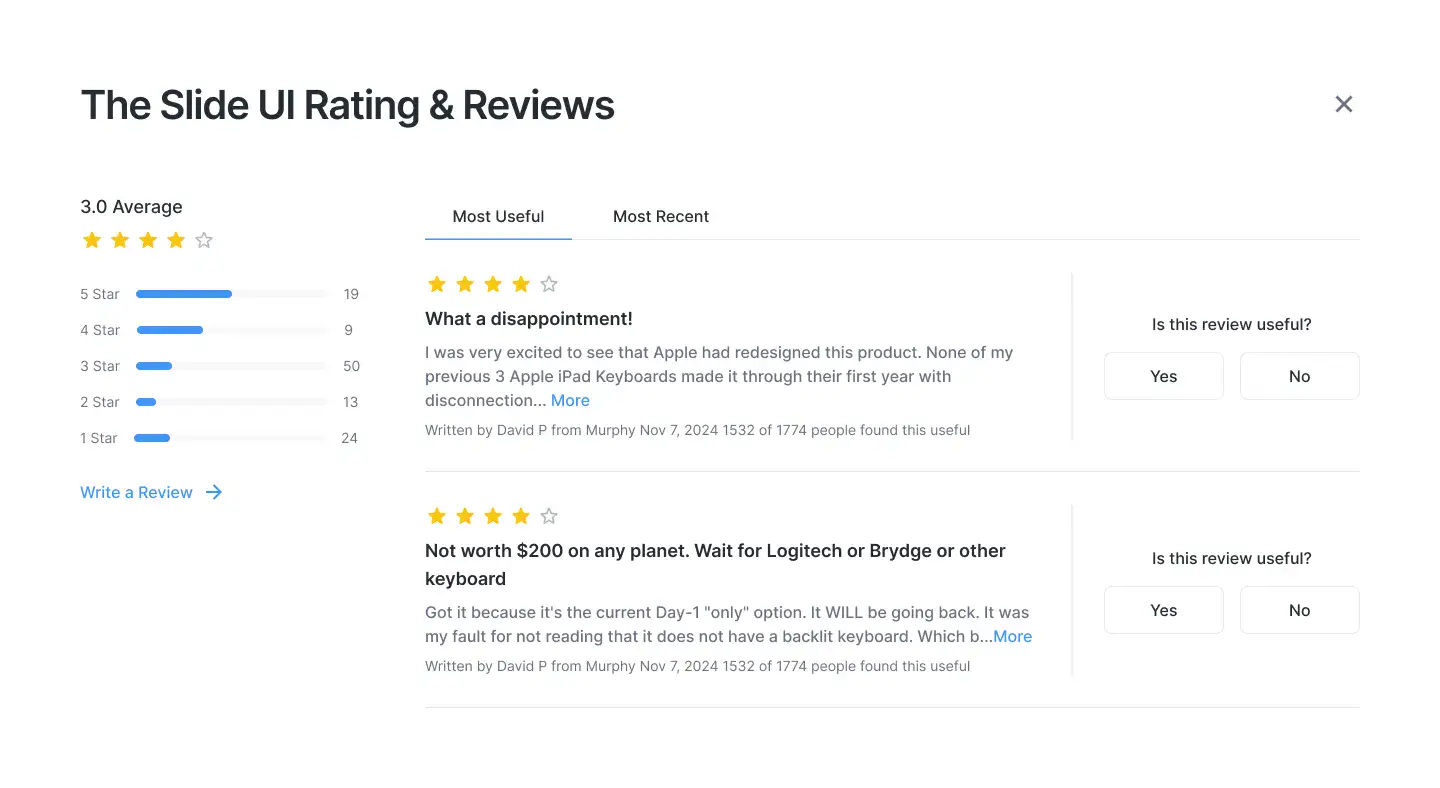 The Slide UI Rating & Reviews
3.0 Average
5 Star 19
4 Star 9
3 Star 50
2 Star 13
1 Star 24
Write a Review
Most Useful
Most Recent
What a disappointment!
I was very excited to see that Apple had redesigned this product. None of my
previous 3 Apple iPad Keyboards made it through their first year with
disconnection... More
Written by David P from Murphy Nov 7, 2024 1532 of 1774 people found this useful
Is this review useful?
Yes
No
Not worth $200 on any planet. Wait for Logitech or Brydge or other
keyboard
Got it because it's the current Day-1 "only" option. It WILL be going back. It was
my fault for not reading that it does not have a backlit keyboard. Which b...More
Written by David P from Murphy Nov 7, 2024 1532 of 1774 people found this useful
Is this review useful?
Yes
No